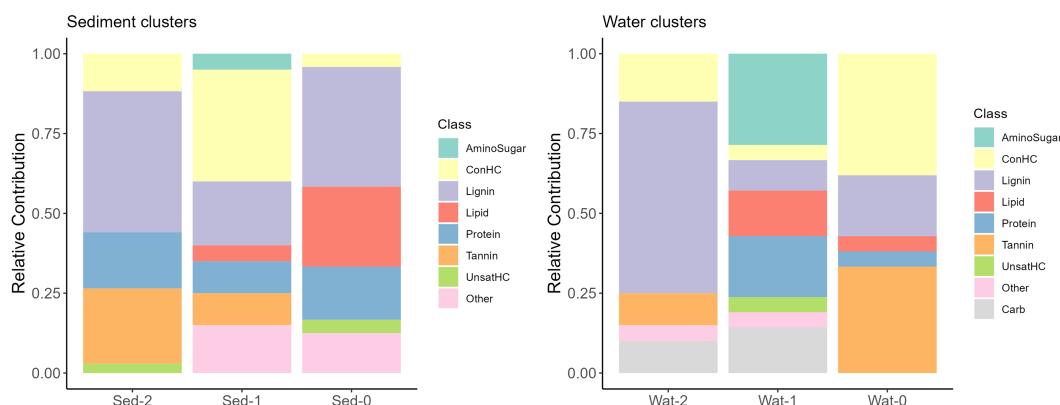 Sediment clusters
Relative Contribution
1.00
0.75
0.50
0.25
0.00
Sed-2
Sed-1
Sed-0
Class
AminoSugar
ConHC
Lignin
Lipid
Protein
Tannin
UnsatHC
Other
Water clusters
Relative Contribution
1.00
0.75
0.50
0.25
0.00
Wat-2
Wat-1
Wat-0
Class
AminoSugar
ConHC
Lignin
Lipid
Protein
Tannin
UnsatHC
Other
Carb